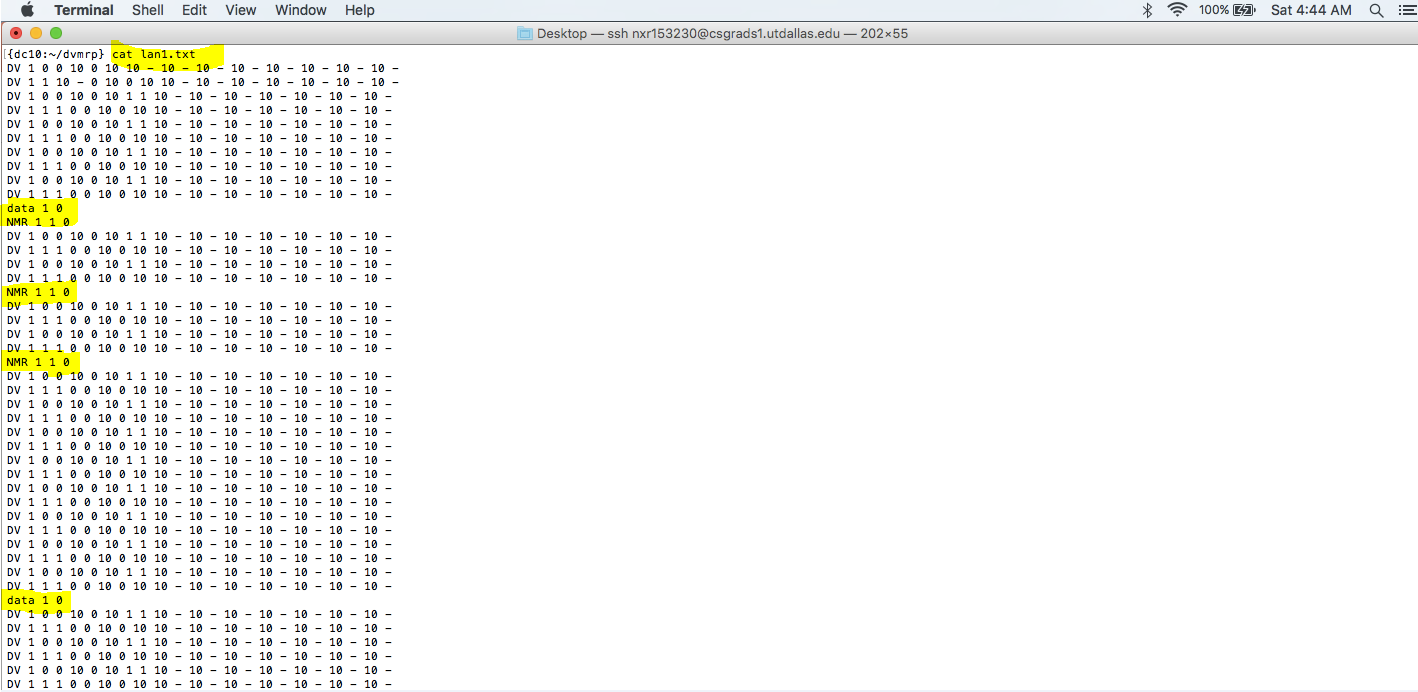 Terminal Shell Edit View Window Help 100% Sat 4:44 AM
Desktop — ssh nxr153230@csgrads1.utdallas.edu — 202×55
[{dc10:~/dvmrp} cat lan1.txt
DV 1 0 0 10 0 10 10 - 10 - 10 - 10 - 10 - 10 - 10 - 10 -
DV 1 1 10 - 0 10 0 10 10 - 10 - 10 - 10 - 10 - 10 - 10 -
DV 1 0 0 10 0 10 1 1 10 - 10 - 10 - 10 - 10 - 10 - 10 -
DV 1 1 1 0 0 10 0 10 10 - 10 - 10 - 10 - 10 - 10 - 10 -
DV 1 0 0 10 0 10 1 1 10 - 10 - 10 - 10 - 10 - 10 - 10 -
DV 1 1 1 0 0 10 0 10 10 - 10 - 10 - 10 - 10 - 10 - 10 -
DV 1 0 0 10 0 10 1 1 10 - 10 - 10 - 10 - 10 - 10 - 10 -
DV 1 1 1 0 0 10 0 10 10 - 10 - 10 - 10 - 10 - 10 - 10 -
DV 1 0 0 10 0 10 1 1 10 - 10 - 10 - 10 - 10 - 10 - 10 -
DV 1 1 1 0 0 10 0 10 10 - 10 - 10 - 10 - 10 - 10 - 10 -
data 1 0
NMR 1 1 0
DV 1 0 0 10 0 10 1 1 10 - 10 - 10 - 10 - 10 - 10 - 10 -
DV 1 1 1 0 0 10 0 10 10 - 10 - 10 - 10 - 10 - 10 - 10 -
DV 1 0 0 10 0 10 1 1 10 - 10 - 10 - 10 - 10 - 10 - 10 -
DV 1 1 1 0 0 10 0 10 10 - 10 - 10 - 10 - 10 - 10 - 10 -
NMR 1 1 0
DV 1 0 0 10 0 10 1 1 10 - 10 - 10 - 10 - 10 - 10 - 10 -
DV 1 1 1 0 0 10 0 10 10 - 10 - 10 - 10 - 10 - 10 - 10 -
DV 1 0 0 10 0 10 1 1 10 - 10 - 10 - 10 - 10 - 10 - 10 -
DV 1 1 1 0 0 10 0 10 10 - 10 - 10 - 10 - 10 - 10 - 10 -
NMR 1 1 0
DV 1 0 0 10 0 10 1 1 10 - 10 - 10 - 10 - 10 - 10 - 10 -
DV 1 1 1 0 0 10 0 10 10 - 10 - 10 - 10 - 10 - 10 - 10 -
DV 1 0 0 10 0 10 1 1 10 - 10 - 10 - 10 - 10 - 10 - 10 -
DV 1 1 1 0 0 10 0 10 10 - 10 - 10 - 10 - 10 - 10 - 10 -
DV 1 0 0 10 0 10 1 1 10 - 10 - 10 - 10 - 10 - 10 - 10 -
DV 1 1 1 0 0 10 0 10 10 - 10 - 10 - 10 - 10 - 10 - 10 -
DV 1 0 0 10 0 10 1 1 10 - 10 - 10 - 10 - 10 - 10 - 10 -
DV 1 1 1 0 0 10 0 10 10 - 10 - 10 - 10 - 10 - 10 - 10 -
DV 1 0 0 10 0 10 1 1 10 - 10 - 10 - 10 - 10 - 10 - 10 -
DV 1 1 1 0 0 10 0 10 10 - 10 - 10 - 10 - 10 - 10 - 10 -
DV 1 0 0 10 0 10 1 1 10 - 10 - 10 - 10 - 10 - 10 - 10 -
DV 1 1 1 0 0 10 0 10 10 - 10 - 10 - 10 - 10 - 10 - 10 -
DV 1 0 0 10 0 10 1 1 10 - 10 - 10 - 10 - 10 - 10 - 10 -
DV 1 1 1 0 0 10 0 10 10 - 10 - 10 - 10 - 10 - 10 - 10 -
DV 1 0 0 10 0 10 1 1 10 - 10 - 10 - 10 - 10 - 10 - 10 -
DV 1 1 1 0 0 10 0 10 10 - 10 - 10 - 10 - 10 - 10 - 10 -
data 1 0
DV 1 0 0 10 0 10 1 1 10 - 10 - 10 - 10 - 10 - 10 - 10 -
DV 1 1 1 0 0 10 0 10 10 - 10 - 10 - 10 - 10 - 10 - 10 -
DV 1 0 0 10 0 10 1 1 10 - 10 - 10 - 10 - 10 - 10 - 10 -
DV 1 1 1 0 0 10 0 10 10 - 10 - 10 - 10 - 10 - 10 - 10 -
DV 1 0 0 10 0 10 1 1 10 - 10 - 10 - 10 - 10 - 10 - 10 -
DV 1 1 1 0 0 10 0 10 10 - 10 - 10 - 10 - 10 - 10 - 10 -